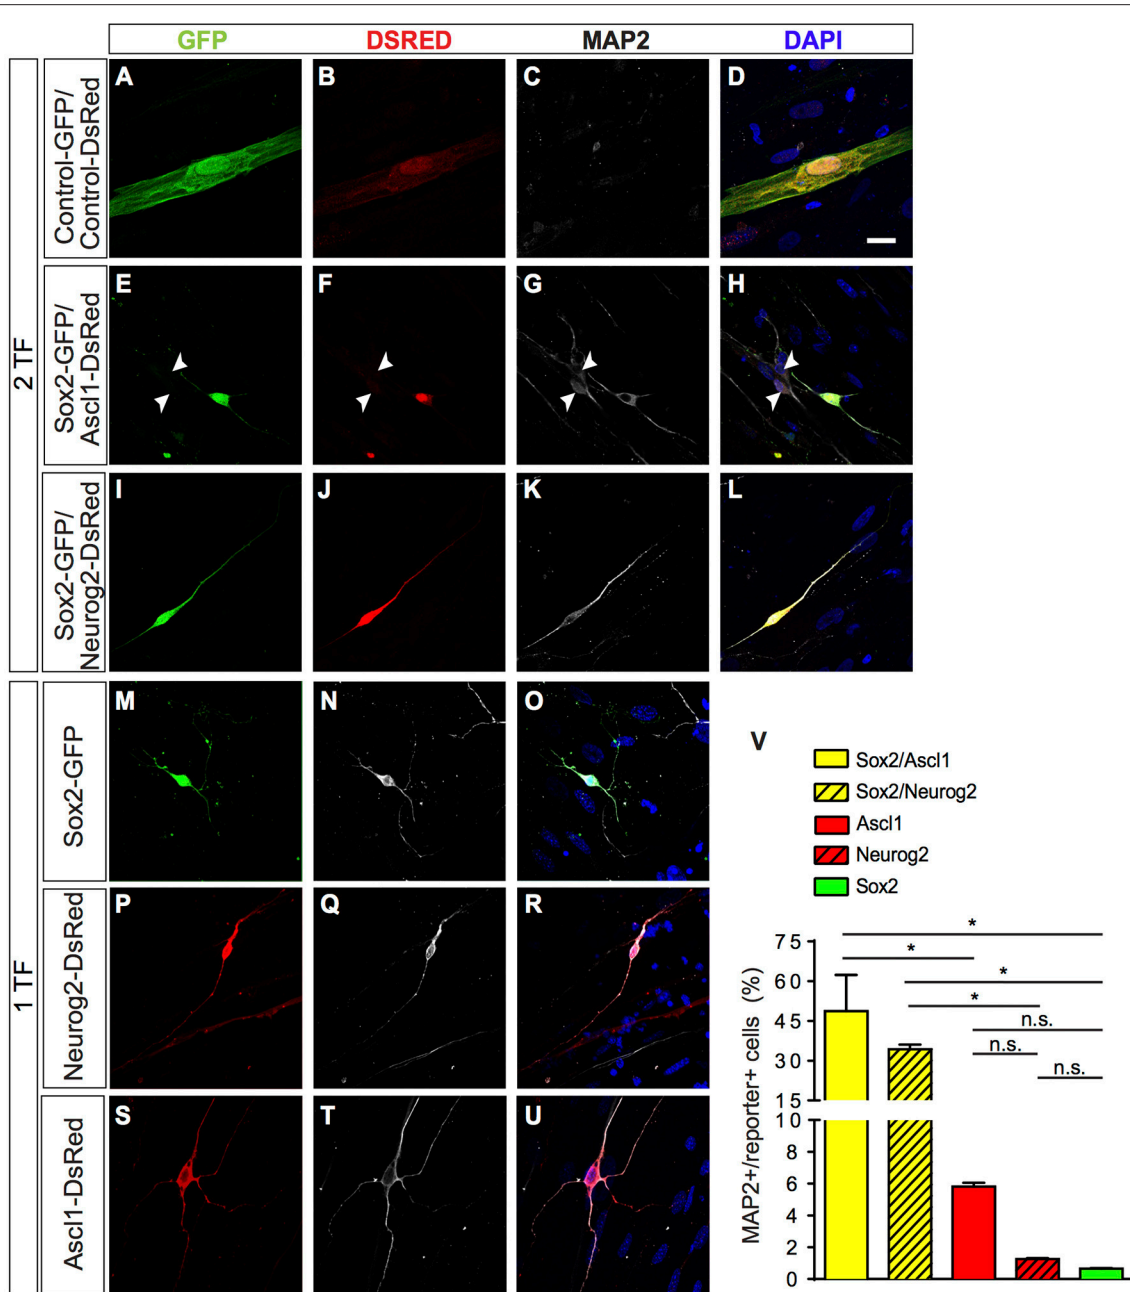 GFP DSRED MAP2 DAPI
2 TF
Control-GFP/
Control-DsRed
A B C D
Sox2-GFP/
Ascl1-DsRed
E F G H
Sox2-GFP/
Neurog2-DsRed
I J K L
1 TF
Sox2-GFP
M N O
Neurog2-DsRed
P Q R
Ascl1-DsRed
S T U
V
Sox2/Ascl1
Sox2/Neurog2
Ascl1
Neurog2
Sox2
MAP2+/reporter+ cells (%)
75
60
45
30
15
10
8
6
4
2
0
*
*
*
*
n.s.
n.s.
n.s.